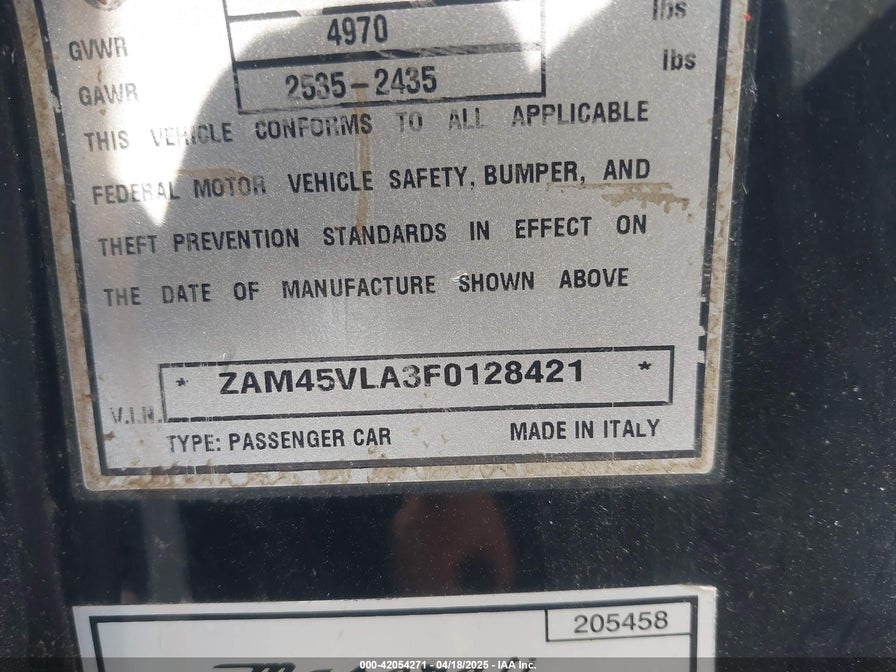 lbs
GVWR 4970
lbs
GAWR 2535-2435
THIS VEHICLE CONFORMS TO ALL APPLICABLE
FEDERAL MOTOR VEHICLE SAFETY, BUMPER, AND
THEFT PREVENTION STANDARDS IN EFFECT ON
THE DATE OF MANUFACTURE SHOWN ABOVE
* ZAM45VLA3F0128421 *
V.I.N.
TYPE: PASSENGER CAR MADE IN ITALY
205458
000-42054271 - 04/18/2025 - IAA Inc.